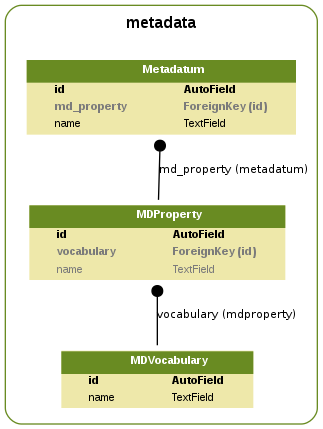 metadata
Metadatum
id AutoField
md_property ForeignKey (id)
name TextField
md_property (metadatum)
MDProperty
id AutoField
vocabulary ForeignKey (id)
name TextField
vocabulary (mdproperty)
MDVocabulary
id AutoField
name TextField